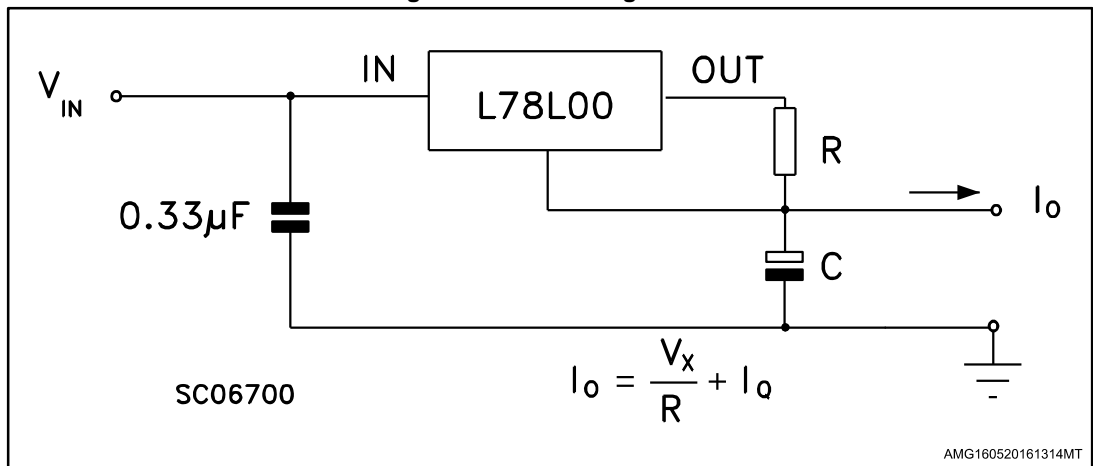 V_IN
IN
L78L00
OUT
R
0.33µF
I_O
C
SC06700
I_O = V_X/R + I_Q
AMG160520161314MT